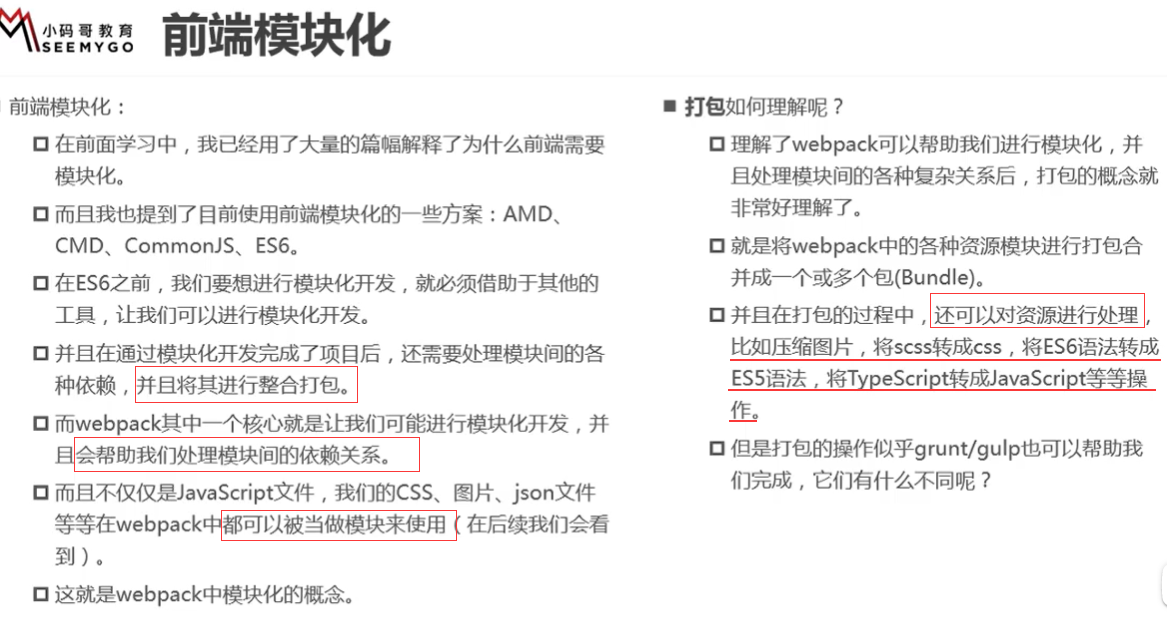 小码哥教育
SEEMYGO
前端模块化
前端模块化：
在前面学习中，我已经用了大量的篇幅解释了为什么前端需要
模块化。
而且我也提到了目前使用前端模块化的一些方案：AMD、
CMD、CommonJS、ES6。
在ES6之前，我们要想进行模块化开发，就必须借助于其他的
工具，让我们可以进行模块化开发。
并且在通过模块化开发完成了项目后，还需要处理模块间的各
种依赖，并且将其进行整合打包。
而webpack其中一个核心就是让我们可能进行模块化开发，并
且会帮助我们处理模块间的依赖关系。
而且不仅仅是JavaScript文件，我们的CSS、图片、json文件
等等在webpack中都可以被当做模块来使用（在后续我们会看
到）。
这就是webpack中模块化的概念。
打包如何理解呢？
理解了webpack可以帮助我们进行模块化，并
且处理模块间的各种复杂关系后，打包的概念就
非常好理解了。
就是将webpack中的各种资源模块进行打包合
并成一个或多个包(Bundle)。
并且在打包的过程中，还可以对资源进行处理，
比如压缩图片，将scss转成css，将ES6语法转成
ES5语法，将TypeScript转成JavaScript等等操
作。
但是打包的操作似乎grunt/gulp也可以帮助我
们完成，它们有什么不同呢？